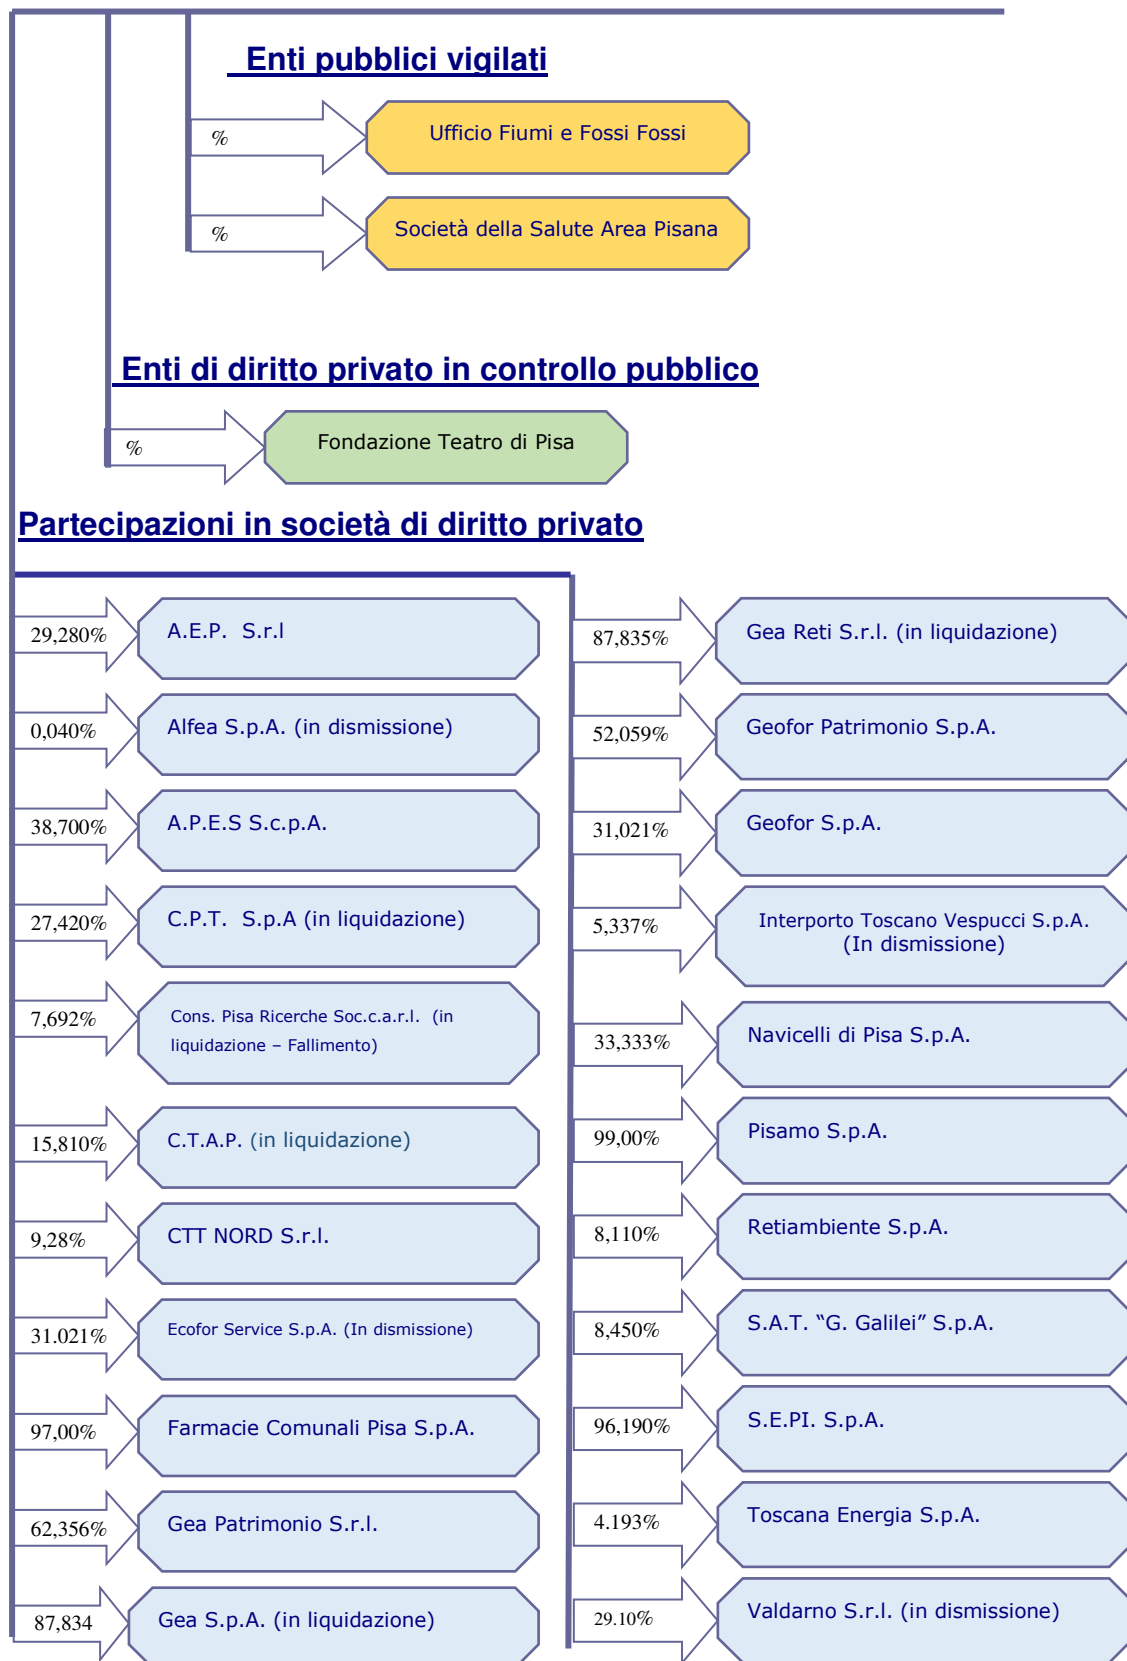 Enti pubblici vigilati
%
Ufficio Fiumi e Fossi Fossi
%
Società della Salute Area Pisana
Enti di diritto privato in controllo pubblico
%
Fondazione Teatro di Pisa
Partecipazioni in società di diritto privato
29,280%
A.E.P. S.r.l
0,040%
Alfea S.p.A. (in dismissione)
38,700%
A.P.E.S S.c.p.A.
27,420%
C.P.T. S.p.A (in liquidazione)
7,692%
Cons. Pisa Ricerche Soc.c.a.r.l. (in
liquidazione – Fallimento)
15,810%
C.T.A.P. (in liquidazione)
9,28%
CTT NORD S.r.l.
31.021%
Ecofor Service S.p.A. (In dismissione)
97,00%
Farmacie Comunali Pisa S.p.A.
62,356%
Gea Patrimonio S.r.l.
87,834
Gea S.p.A. (in liquidazione)
87,835%
Gea Reti S.r.l. (in liquidazione)
52,059%
Geofor Patrimonio S.p.A.
31,021%
Geofor S.p.A.
5,337%
Interporto Toscano Vespucci S.p.A.
(In dismissione)
33,333%
Navicelli di Pisa S.p.A.
99,00%
Pisamo S.p.A.
8,110%
Retiambiente S.p.A.
8,450%
S.A.T. “G. Galilei” S.p.A.
96,190%
S.E.PI. S.p.A.
4.193%
Toscana Energia S.p.A.
29.10%
Valdarno S.r.l. (in dismissione)